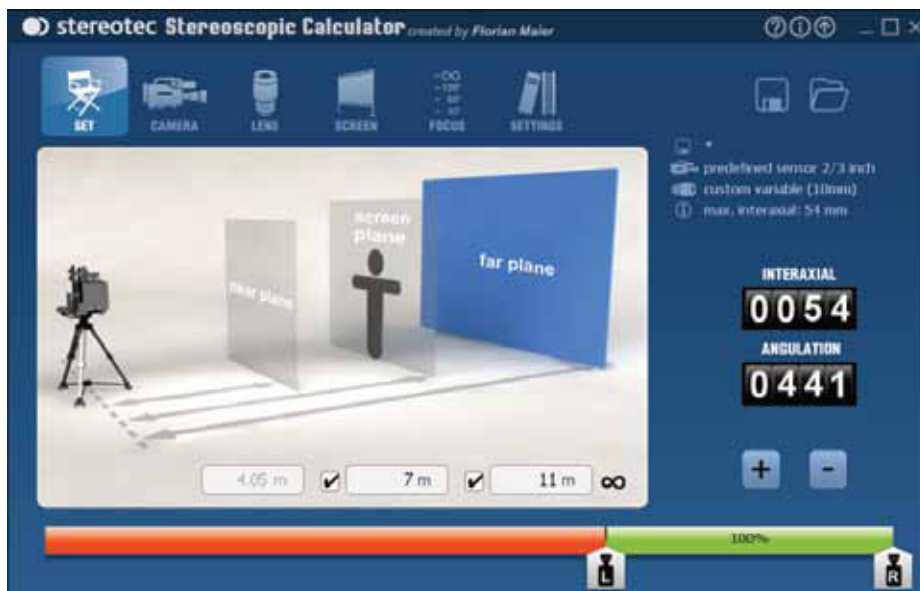 stereotec Stereoscopic Calculator created by Florian Maier
SET CAMERA LENS SCREEN FOCUS SETTINGS
predefined sensor 2/3 inch
custom variable (10mm)
max. interaxial: 54 mm
near plane
screen plane
far plane
INTERAXIAL
0054
ANGULATION
0441
4.05 m 7 m 11 m ∞
+ -
100%
L R